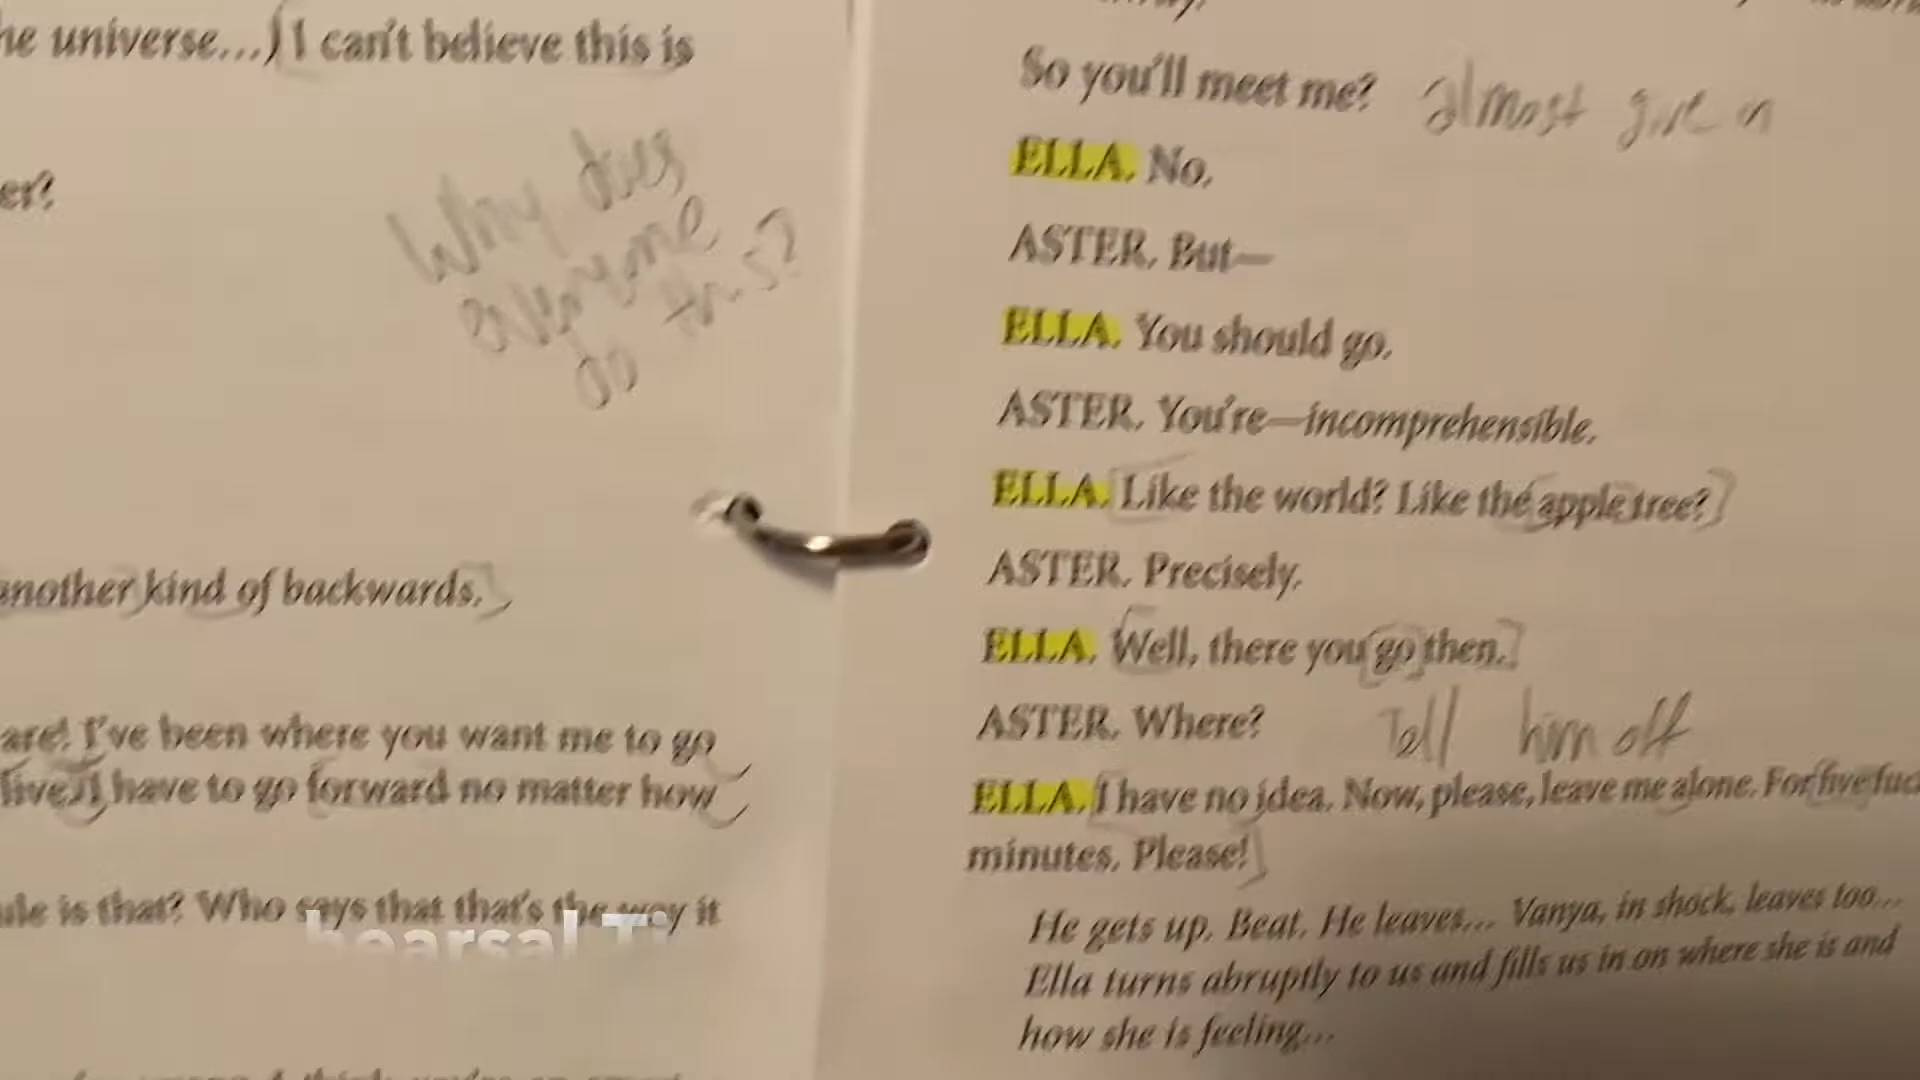 he universe...) I can't believe this is
Why does
everyone
do this?
another kind of backwards.
are! I've been where you want me to go
live. I have to go forward no matter how
is that? Who says that that's the way it
So you'll meet me?
almost give in
ELLA. No.
ASTER. But—
ELLA. You should go.
ASTER. You're—incomprehensible.
ELLA. Like the world? Like the apple tree?
ASTER. Precisely.
ELLA. Well, there you go then.
ASTER. Where?
Tell him off
ELLA. I have no idea. Now, please, leave me alone. For five fuc
minutes. Please!
He gets up. Beat. He leaves... Vanya, in shock, leaves too...
Ella turns abruptly to us and fills us in on where she is and
how she is feeling...
hearsal Ti